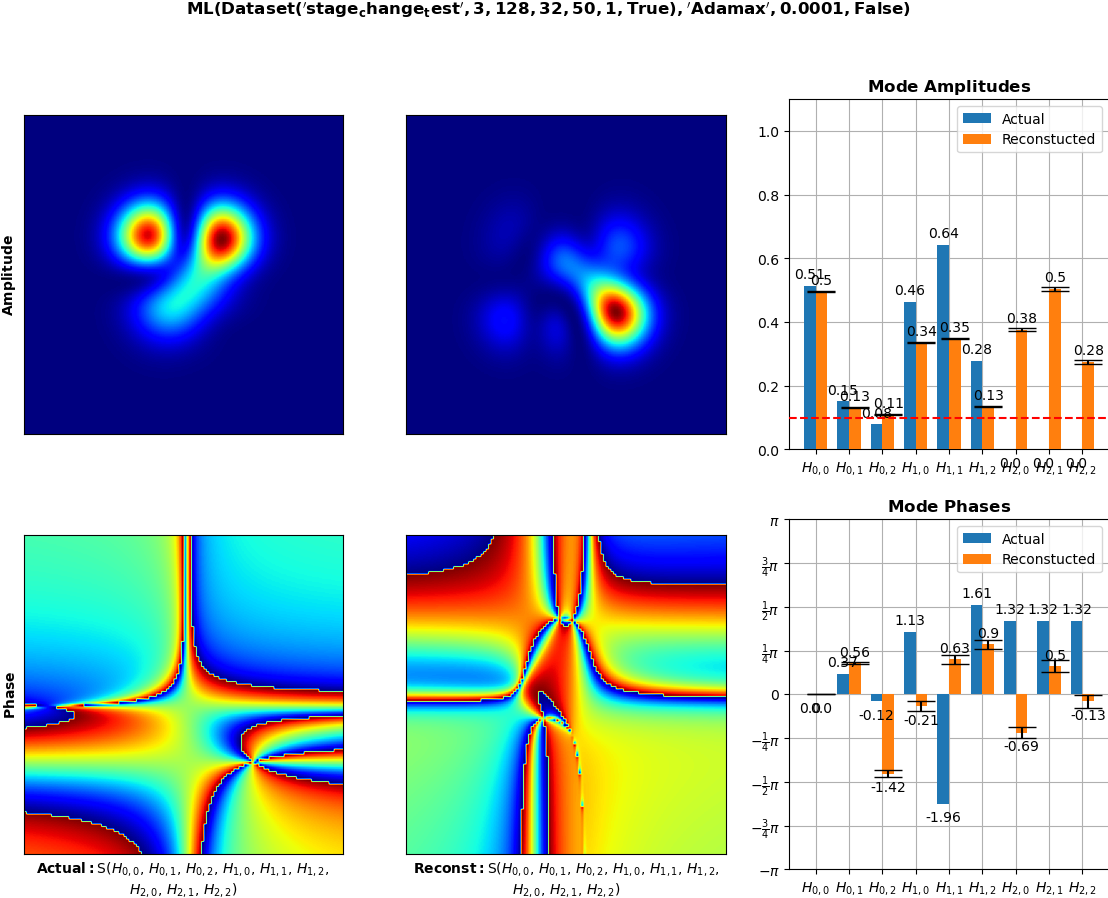 ML(Dataset('stage_change_test', 3, 128, 32, 50, 1, True), 'Adamax', 0.0001, False)
Amplitude
Mode Amplitudes
Actual
Reconstucted
1.0
0.8
0.6
0.4
0.2
0.0
0.51
0.5
0.15
0.13
0.08
0.11
0.46
0.34
0.64
0.35
0.28
0.13
0.0
0.38
0.0
0.5
0.0
0.28
H0,0 H0,1 H0,2 H1,0 H1,1 H1,2 H2,0 H2,1 H2,2
Phase
Actual: S(H0,0, H0,1, H0,2, H1,0, H1,1, H1,2,
H2,0, H2,1, H2,2)
Reconst: S(H0,0, H0,1, H0,2, H1,0, H1,1, H1,2,
H2,0, H2,1, H2,2)
Mode Phases
Actual
Reconstucted
π
3/4π
1/2π
1/4π
0
−1/4π
−1/2π
−3/4π
−π
0.0
0.0
0.37
0.56
-0.12
-1.42
1.13
-0.21
-1.96
0.63
1.61
0.9
1.32
-0.69
1.32
0.5
1.32
-0.13
H0,0 H0,1 H0,2 H1,0 H1,1 H1,2 H2,0 H2,1 H2,2